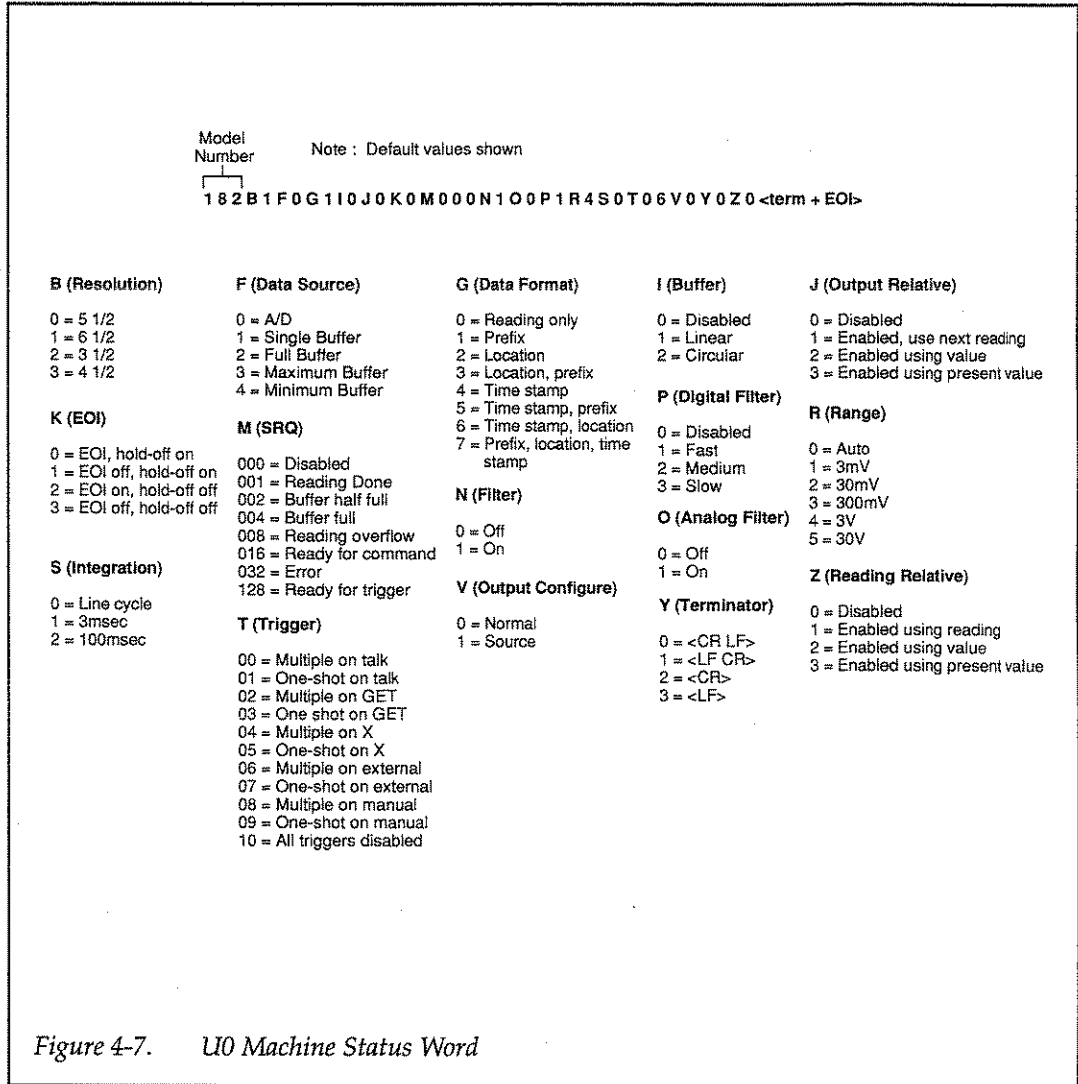 Model
Number
Note : Default values shown
182B1F0G1I0J0K0M000N1O0P1R4S0T06V0Y0Z0<term + EOI>
B (Resolution)
0 = 5 1/2
1 = 6 1/2
2 = 3 1/2
3 = 4 1/2
K (EOI)
0 = EOI, hold-off on
1 = EOI off, hold-off on
2 = EOI on, hold-off off
3 = EOI off, hold-off off
S (Integration)
0 = Line cycle
1 = 3msec
2 = 100msec
F (Data Source)
0 = A/D
1 = Single Buffer
2 = Full Buffer
3 = Maximum Buffer
4 = Minimum Buffer
M (SRQ)
000 = Disabled
001 = Reading Done
002 = Buffer half full
004 = Buffer full
008 = Reading overflow
016 = Ready for command
032 = Error
128 = Ready for trigger
T (Trigger)
00 = Multiple on talk
01 = One-shot on talk
02 = Multiple on GET
03 = One shot on GET
04 = Multiple on X
05 = One-shot on X
06 = Multiple on external
07 = One-shot on external
08 = Multiple on manual
09 = One-shot on manual
10 = All triggers disabled
G (Data Format)
0 = Reading only
1 = Prefix
2 = Location
3 = Location, prefix
4 = Time stamp
5 = Time stamp, prefix
6 = Time stamp, location
7 = Prefix, location, time
stamp
N (Filter)
0 = Off
1 = On
V (Output Configure)
0 = Normal
1 = Source
I (Buffer)
0 = Disabled
1 = Linear
2 = Circular
P (Digital Filter)
0 = Disabled
1 = Fast
2 = Medium
3 = Slow
O (Analog Filter)
0 = Off
1 = On
Y (Terminator)
0 = <CR LF>
1 = <LF CR>
2 = <CR>
3 = <LF>
J (Output Relative)
0 = Disabled
1 = Enabled, use next reading
2 = Enabled using value
3 = Enabled using present value
R (Range)
0 = Auto
1 = 3mV
2 = 30mV
3 = 300mV
4 = 3V
5 = 30V
Z (Reading Relative)
0 = Disabled
1 = Enabled using reading
2 = Enabled using value
3 = Enabled using present value
Figure 4-7. U0 Machine Status Word